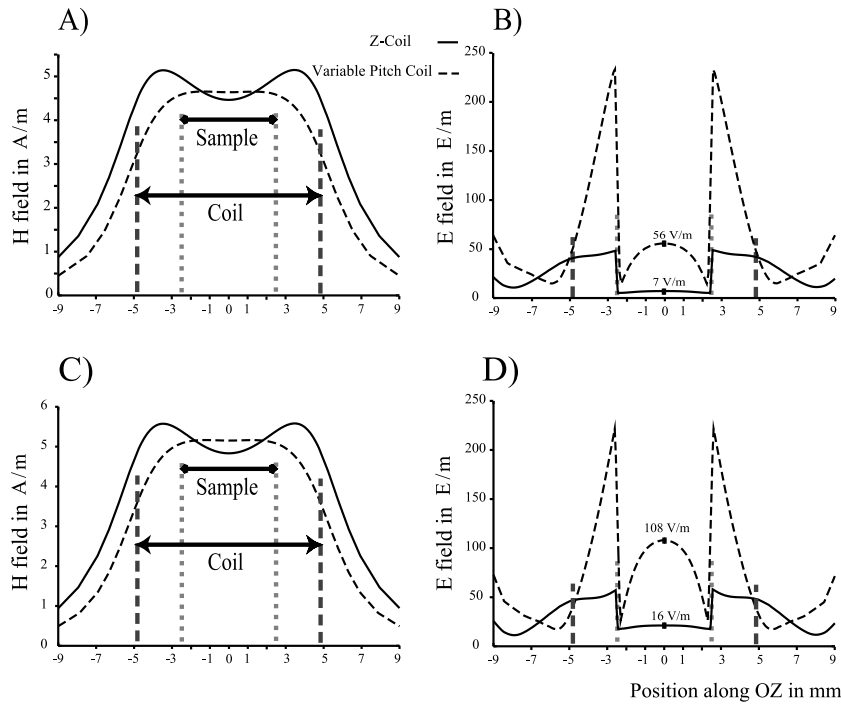 A)
B)
Z-Coil
Variable Pitch Coil
H field in A/m
5
4
3
2
1
0
Sample
Coil
-9 -7 -5 -3 -1 0 1 3 5 7 9
E field in E/m
250
200
150
100
50
0
56 V/m
7 V/m
-9 -7 -5 -3 -1 0 1 3 5 7 9
C)
D)
H field in A/m
6
5
4
3
2
1
0
Sample
Coil
-9 -7 -5 -3 -1 0 1 3 5 7 9
E field in E/m
250
200
150
100
50
0
108 V/m
16 V/m
-9 -7 -5 -3 -1 0 1 3 5 7 9
Position along OZ in mm